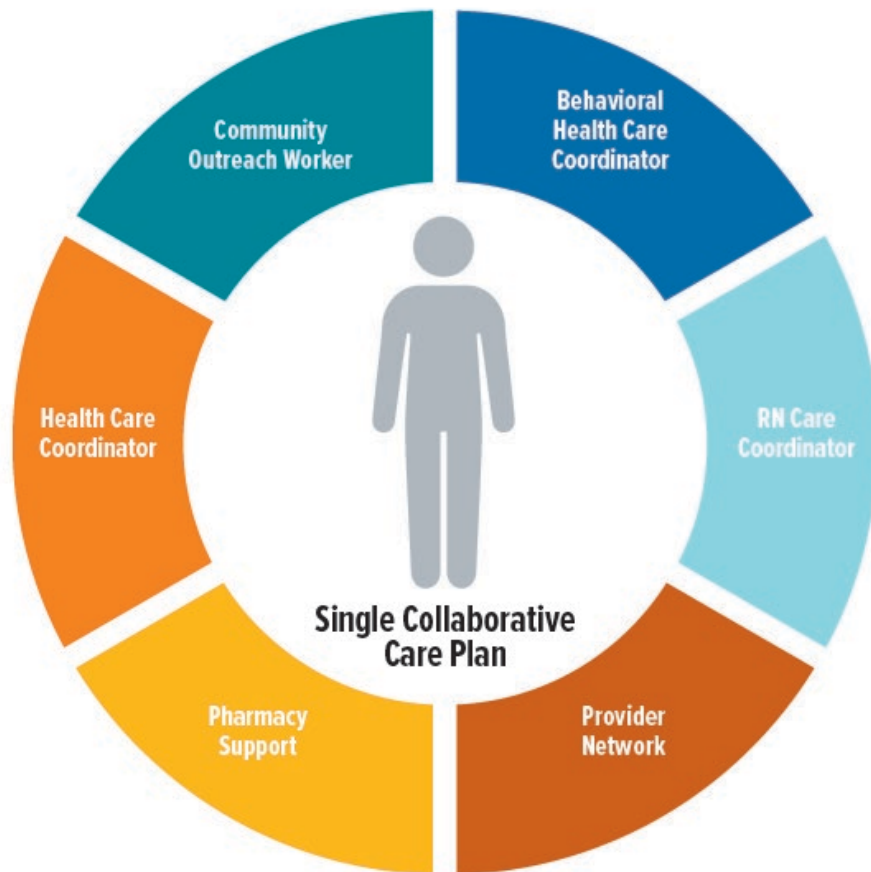 Community
Outreach Worker
Behavioral
Health Care
Coordinator
Health Care
Coordinator
RN Care
Coordinator
Single Collaborative
Care Plan
Pharmacy
Support
Provider
Network